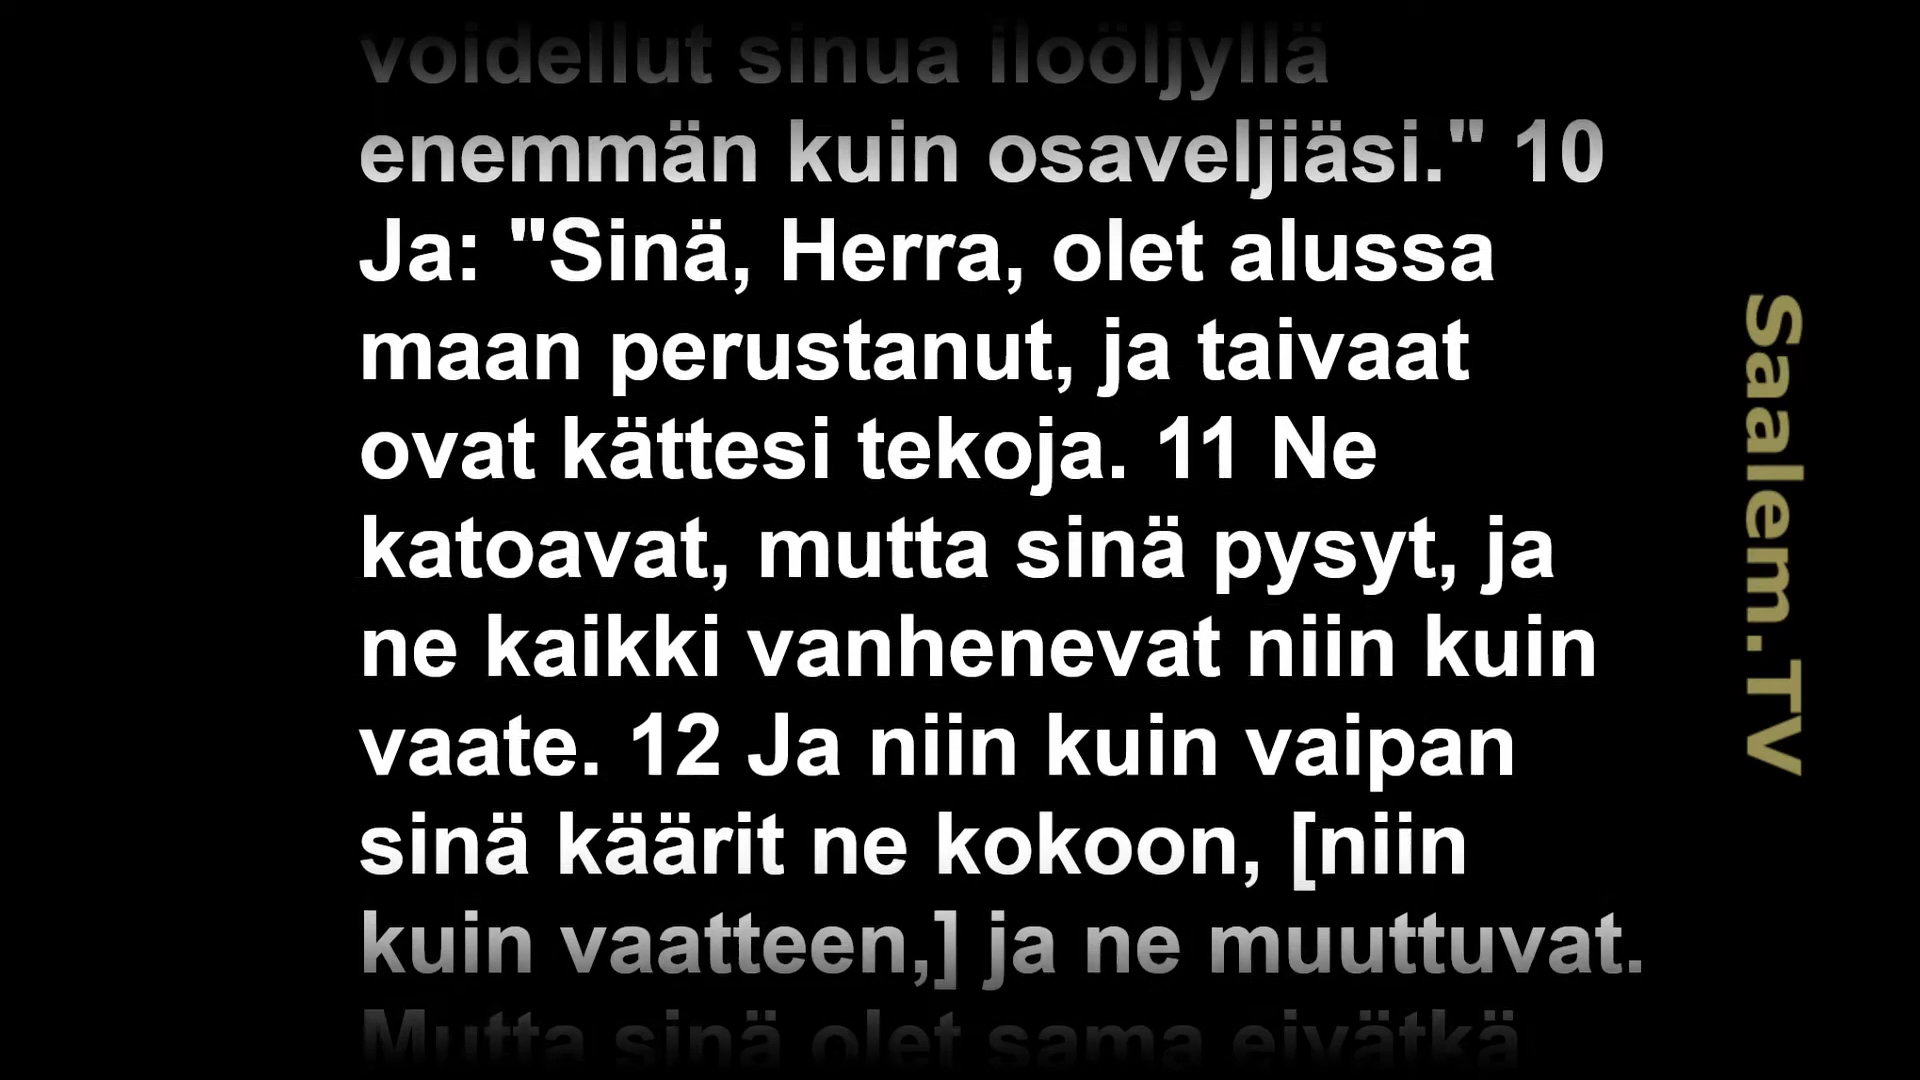 voidellut sinua iloöljyllä
enemmän kuin osaveljiäsi." 10
Ja: "Sinä, Herra, olet alussa
maan perustanut, ja taivaat
ovat kättesi tekoja. 11 Ne
katoavat, mutta sinä pysyt, ja
ne kaikki vanhenevat niin kuin
vaate. 12 Ja niin kuin vaipan
sinä käärit ne kokoon, [niin
kuin vaatteen,] ja ne muuttuvat.
Mutta sinä olet sama eivätkä
Saalem.TV